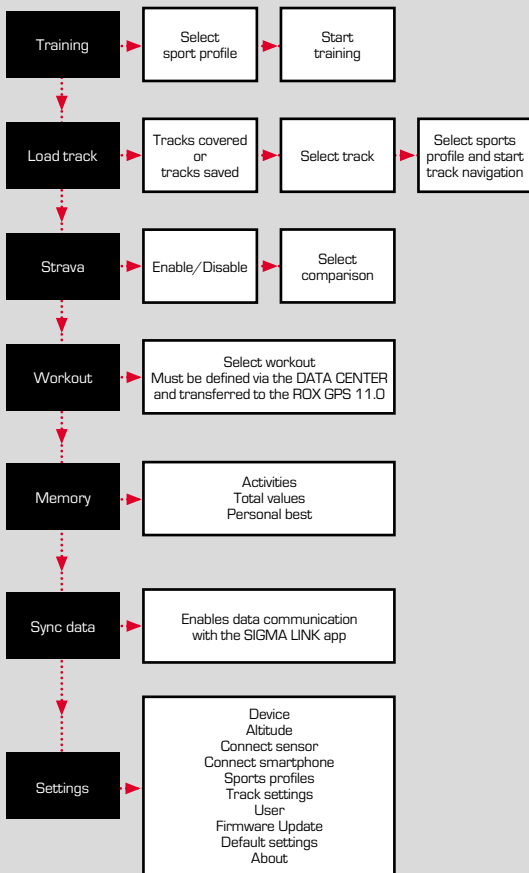 Training
Select
sport profile
Start
training
Load track
Tracks covered
or
tracks saved
Select track
Select sports
profile and start
track navigation
Strava
Enable/Disable
Select
comparison
Workout
Select workout
Must be defined via the DATA CENTER
and transferred to the ROX GPS 11.0
Memory
Activities
Total values
Personal best
Sync data
Enables data communication
with the SIGMA LINK app
Settings
Device
Altitude
Connect sensor
Connect smartphone
Sports profiles
Track settings
User
Firmware Update
Default settings
About